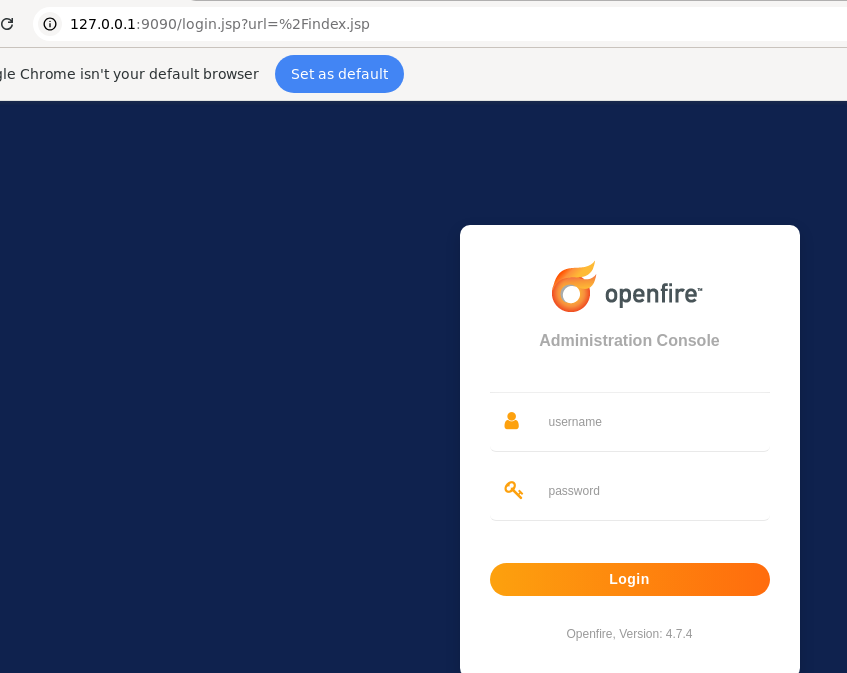 127.0.0.1:9090/login.jsp?url=%2Findex.jsp
gle Chrome isn't your default browser
Set as default
openfire™
Administration Console
username
password
Login
Openfire, Version: 4.7.4